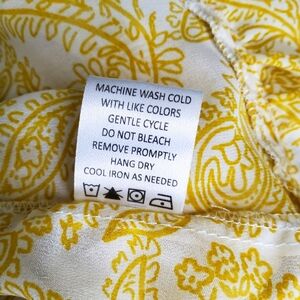 MACHINE WASH COLD
WITH LIKE COLORS
GENTLE CYCLE
DO NOT BLEACH
REMOVE PROMPTLY
HANG DRY
COOL IRON AS NEEDED